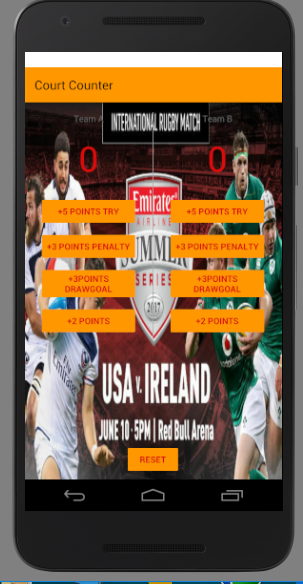 Court Counter
Team A
INTERNATIONAL RUGBY MATCH
Team B
0
0
Emirates
AIRLINE
+5 POINTS TRY
+5 POINTS TRY
SUMMER
+3 POINTS PENALTY
+3 POINTS PENALTY
SERIES
+3POINTS
DRAWGOAL
+3POINTS
DRAWGOAL
2017
+2 POINTS
+2 POINTS
USA v. IRELAND
JUNE 10 · 5PM | Red Bull Arena
RESET